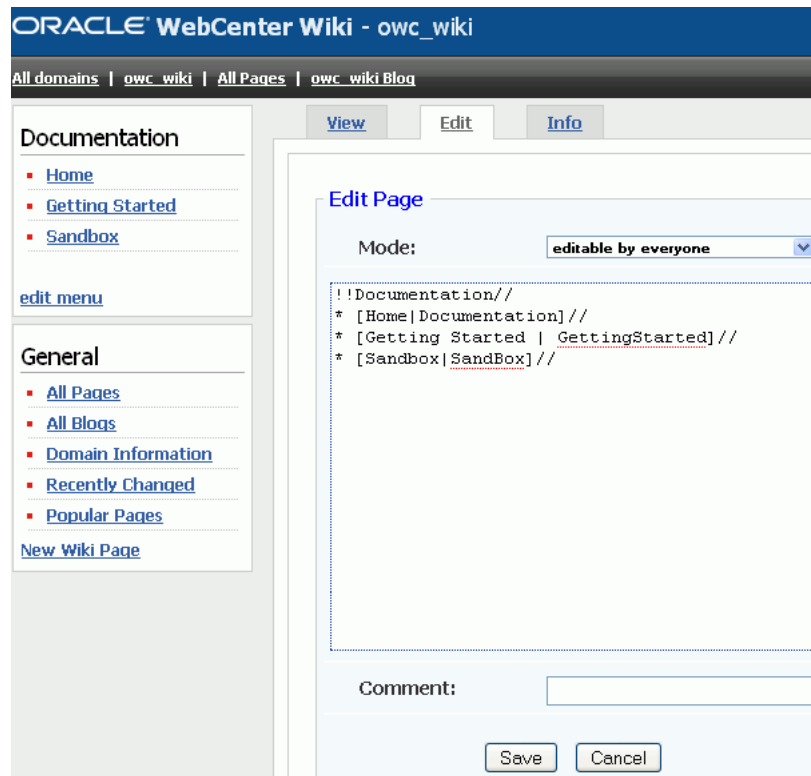 ORACLE WebCenter Wiki - owc_wiki
All domains | owc_wiki | All Pages | owc_wiki Blog
Documentation
Home
Getting Started
Sandbox
edit menu
General
All Pages
All Blogs
Domain Information
Recently Changed
Popular Pages
New Wiki Page
View Edit Info
Edit Page
Mode: editable by everyone
!!Documentation//
* [Home|Documentation]//
* [Getting Started | GettingStarted]//
* [Sandbox|SandBox]//
Comment:
Save Cancel